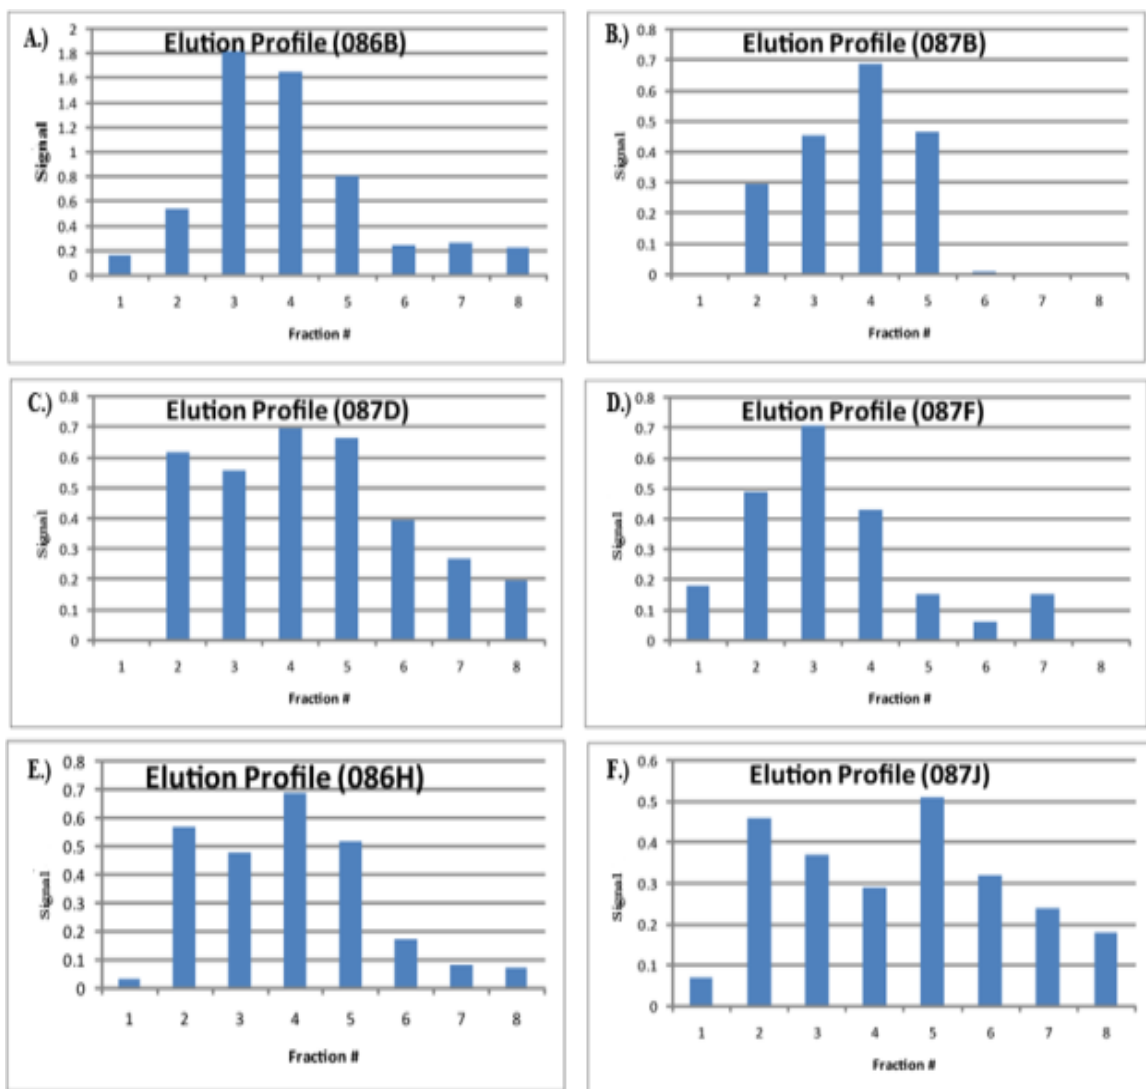 A.)
Elution Profile (086B)
2
1.8
1.6
1.4
1.2
1
0.8
0.6
0.4
0.2
0
Signal
1 2 3 4 5 6 7 8
Fraction #
B.)
Elution Profile (087B)
0.8
0.7
0.6
0.5
0.4
0.3
0.2
0.1
0
Signal
1 2 3 4 5 6 7 8
Fraction #
C.)
Elution Profile (087D)
0.8
0.7
0.6
0.5
0.4
0.3
0.2
0.1
0
Signal
1 2 3 4 5 6 7 8
Fraction #
D.)
Elution Profile (087F)
0.8
0.7
0.6
0.5
0.4
0.3
0.2
0.1
0
Signal
1 2 3 4 5 6 7 8
Fraction #
E.)
Elution Profile (086H)
0.8
0.7
0.6
0.5
0.4
0.3
0.2
0.1
0
Signal
1 2 3 4 5 6 7 8
Fraction #
F.)
Elution Profile (087J)
0.6
0.5
0.4
0.3
0.2
0.1
0
Signal
1 2 3 4 5 6 7 8
Fraction #